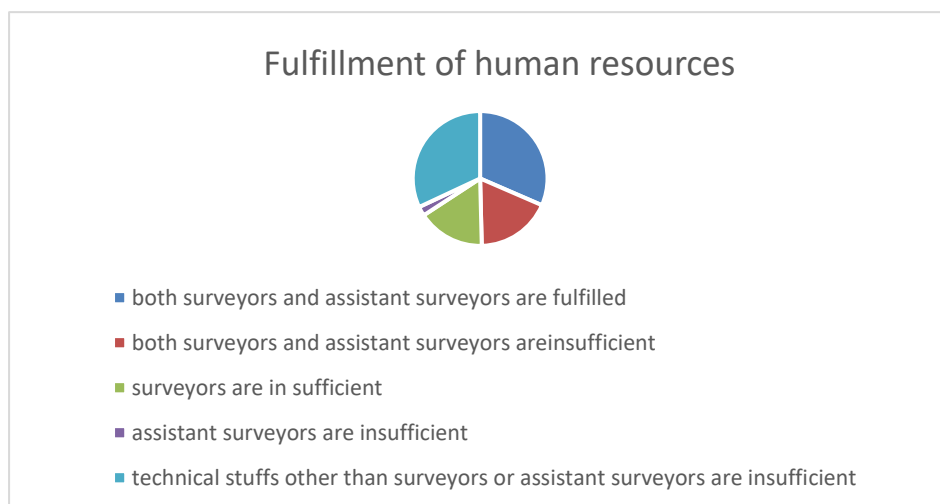 Fulfillment of human resources
both surveyors and assistant surveyors are fulfilled
both surveyors and assistant surveyors areinsufficient
surveyors are in sufficient
assistant surveyors are insufficient
technical stuffs other than surveyors or assistant surveyors are insufficient